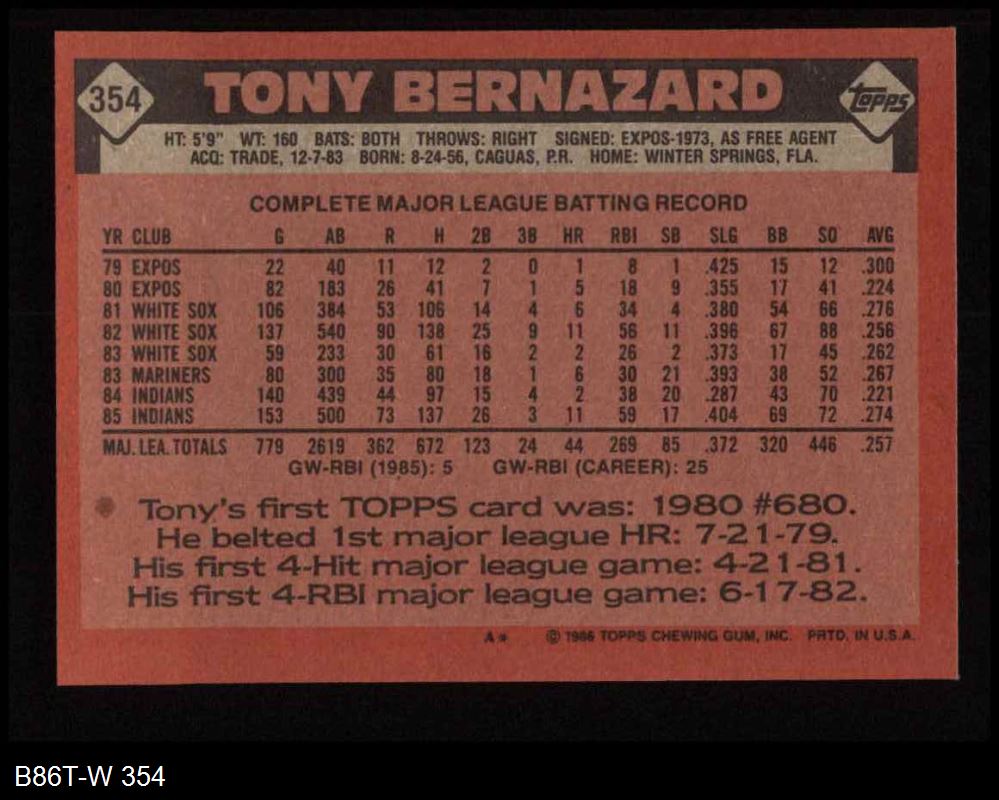 354 TONY BERNAZARD Topps
HT: 5'9" WT: 160 BATS: BOTH THROWS: RIGHT SIGNED: EXPOS-1973, AS FREE AGENT
ACQ: TRADE, 12-7-83 BORN: 8-24-56, CAGUAS, P.R. HOME: WINTER SPRINGS, FLA.
COMPLETE MAJOR LEAGUE BATTING RECORD
YR CLUB G AB R H 2B 3B HR RBI SB SLG BB SO AVG
79 EXPOS 22 40 11 12 2 0 1 8 1 .425 15 12 .300
80 EXPOS 82 183 26 41 7 1 5 18 9 .355 17 41 .224
81 WHITE SOX 106 384 53 106 14 4 6 34 4 .380 54 66 .276
82 WHITE SOX 137 540 90 138 25 9 11 56 11 .396 67 88 .256
83 WHITE SOX 59 233 30 61 16 2 2 26 2 .373 17 45 .262
83 MARINERS 80 300 35 80 18 1 6 30 21 .393 38 52 .267
84 INDIANS 140 439 44 97 15 4 2 38 20 .287 43 70 .221
85 INDIANS 153 500 73 137 26 3 11 59 17 .404 69 72 .274
MAJ. LEA. TOTALS 779 2619 362 672 123 24 44 269 85 .372 320 446 .257
GW-RBI (1985): 5 GW-RBI (CAREER): 25
Tony's first TOPPS card was: 1980 #680.
He belted 1st major league HR: 7-21-79.
His first 4-Hit major league game: 4-21-81.
His first 4-RBI major league game: 6-17-82.
A* © 1986 TOPPS CHEWING GUM, INC. PRTD. IN U.S.A.
B86T-W 354